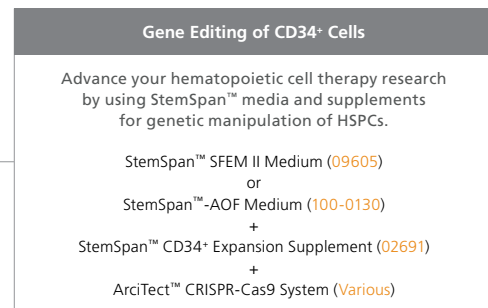 Gene Editing of CD34⁺ Cells
Advance your hematopoietic cell therapy research
by using StemSpan™ media and supplements
for genetic manipulation of HSPCs.
StemSpan™ SFEM II Medium (09605)
or
StemSpan™-AOF Medium (100-0130)
+
StemSpan™ CD34⁺ Expansion Supplement (02691)
+
ArciTect™ CRISPR-Cas9 System (Various)